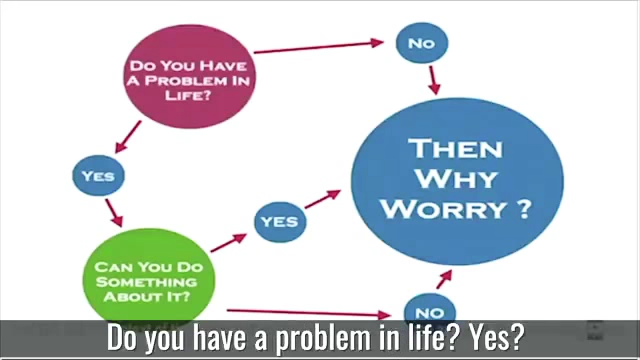 Do You Have
A Problem In
Life?
No
Then
Why
Worry ?
Yes
YES
Can You Do
Something
About It?
NO
Do you have a problem in life? Yes?